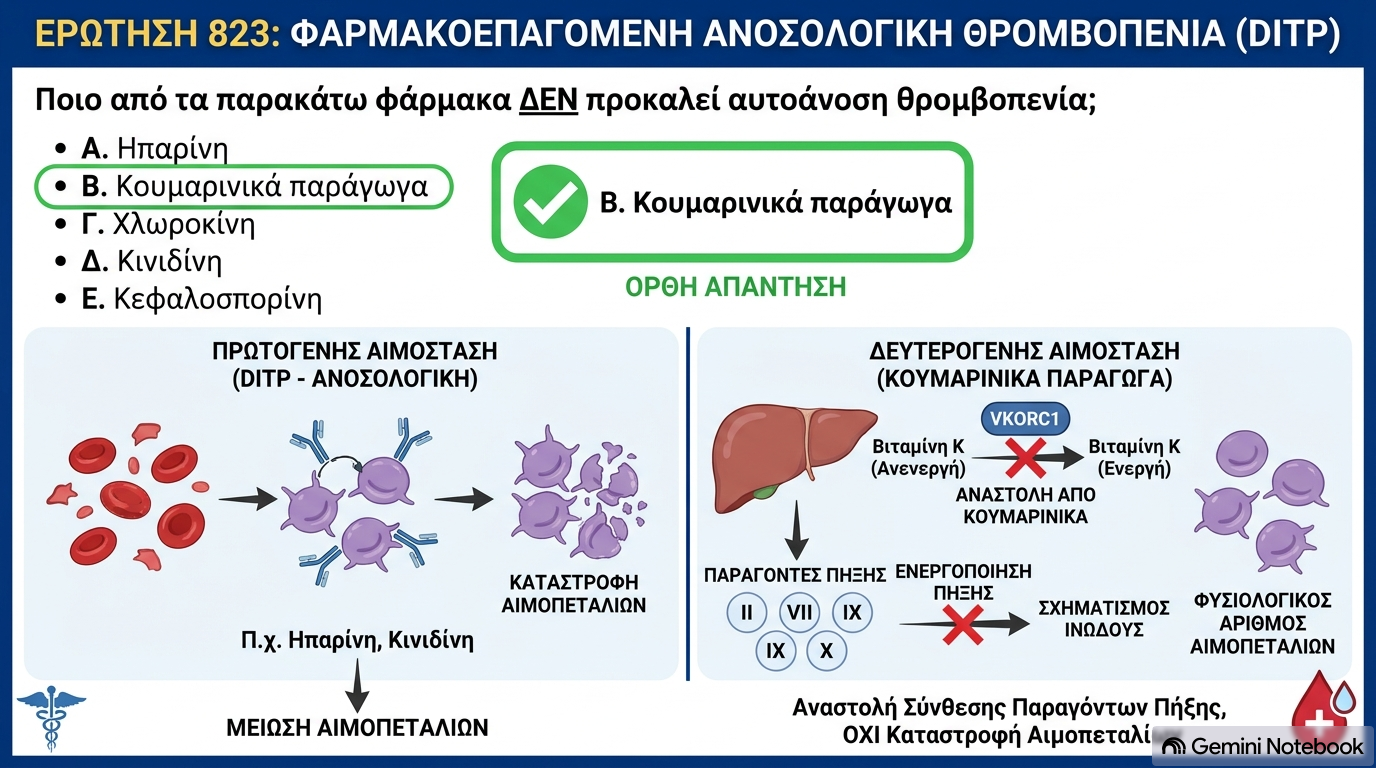 ΕΡΩΤΗΣΗ 823: ΦΑΡΜΑΚΟΕΠΑΓΟΜΕΝΗ ΑΝΟΣΟΛΟΓΙΚΗ ΘΡΟΜΒΟΠΕΝΙΑ (DITP)
Ποιο από τα παρακάτω φάρμακα ΔΕΝ προκαλεί αυτοάνοση θρομβοπενία;
• Α. Ηπαρίνη
• Β. Κουμαρινικά παράγωγα
• Γ. Χλωροκίνη
• Δ. Κινιδίνη
• Ε. Κεφαλοσπορίνη
Β. Κουμαρινικά παράγωγα
ΟΡΘΗ ΑΠΑΝΤΗΣΗ
ΠΡΩΤΟΓΕΝΗΣ ΑΙΜΟΣΤΑΣΗ
(DITP - ΑΝΟΣΟΛΟΓΙΚΗ)
ΚΑΤΑΣΤΡΟΦΗ
ΑΙΜΟΠΕΤΑΛΙΩΝ
Π.χ. Ηπαρίνη, Κινιδίνη
ΜΕΙΩΣΗ ΑΙΜΟΠΕΤΑΛΙΩΝ
ΔΕΥΤΕΡΟΓΕΝΗΣ ΑΙΜΟΣΤΑΣΗ
(ΚΟΥΜΑΡΙΝΙΚΑ ΠΑΡΑΓΩΓΑ)
VKORC1
Βιταμίνη Κ
(Ανενεργή)
Βιταμίνη Κ
(Ενεργή)
ΑΝΑΣΤΟΛΗ ΑΠΟ
ΚΟΥΜΑΡΙΝΙΚΑ
ΠΑΡΑΓΟΝΤΕΣ ΠΗΞΗΣ
II VII IX
IX X
ΕΝΕΡΓΟΠΟΙΗΣΗ
ΠΗΞΗΣ
ΣΧΗΜΑΤΙΣΜΟΣ
ΙΝΩΔΟΥΣ
ΦΥΣΙΟΛΟΓΙΚΟΣ
ΑΡΙΘΜΟΣ
ΑΙΜΟΠΕΤΑΛΙΩΝ
Αναστολή Σύνθεσης Παραγόντων Πήξης,
ΟΧΙ Καταστροφή
Gemini Notebook